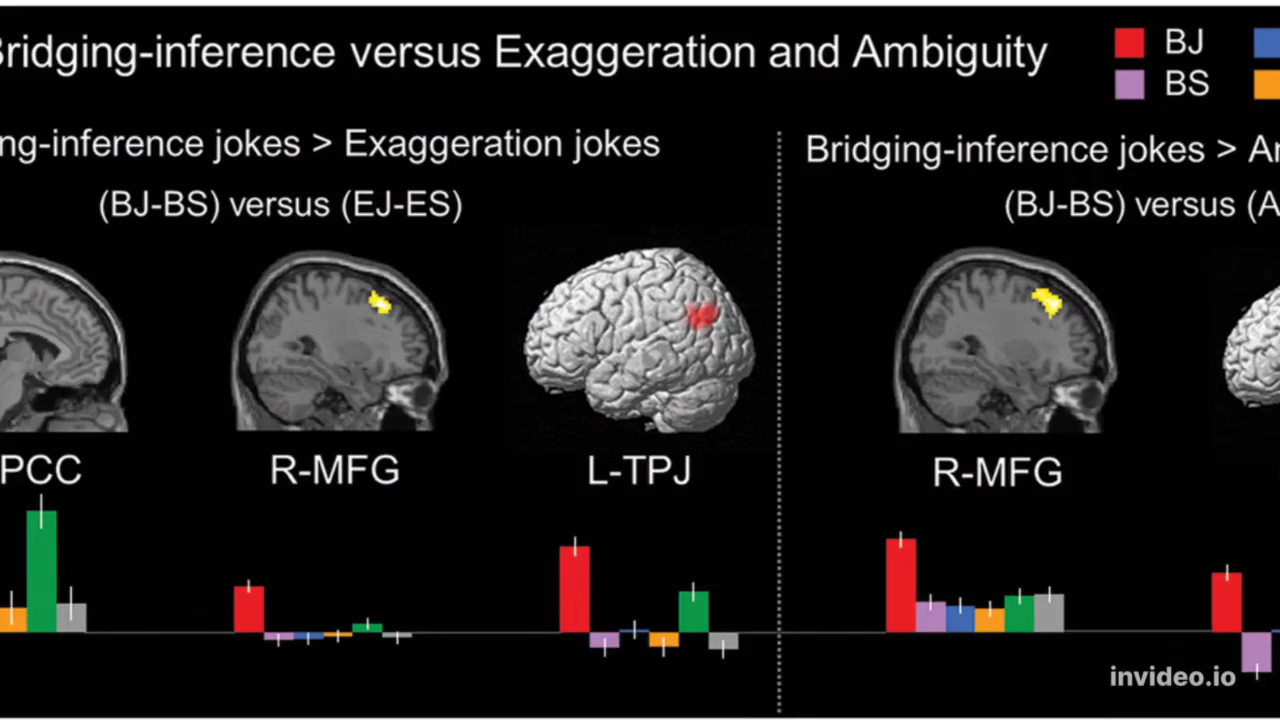 Bridging-inference versus Exaggeration and Ambiguity
BJ
BS
ng-inference jokes > Exaggeration jokes
(BJ-BS) versus (EJ-ES)
Bridging-inference jokes > A
(BJ-BS) versus (A
PCC
R-MFG
L-TPJ
R-MFG
invideo.io